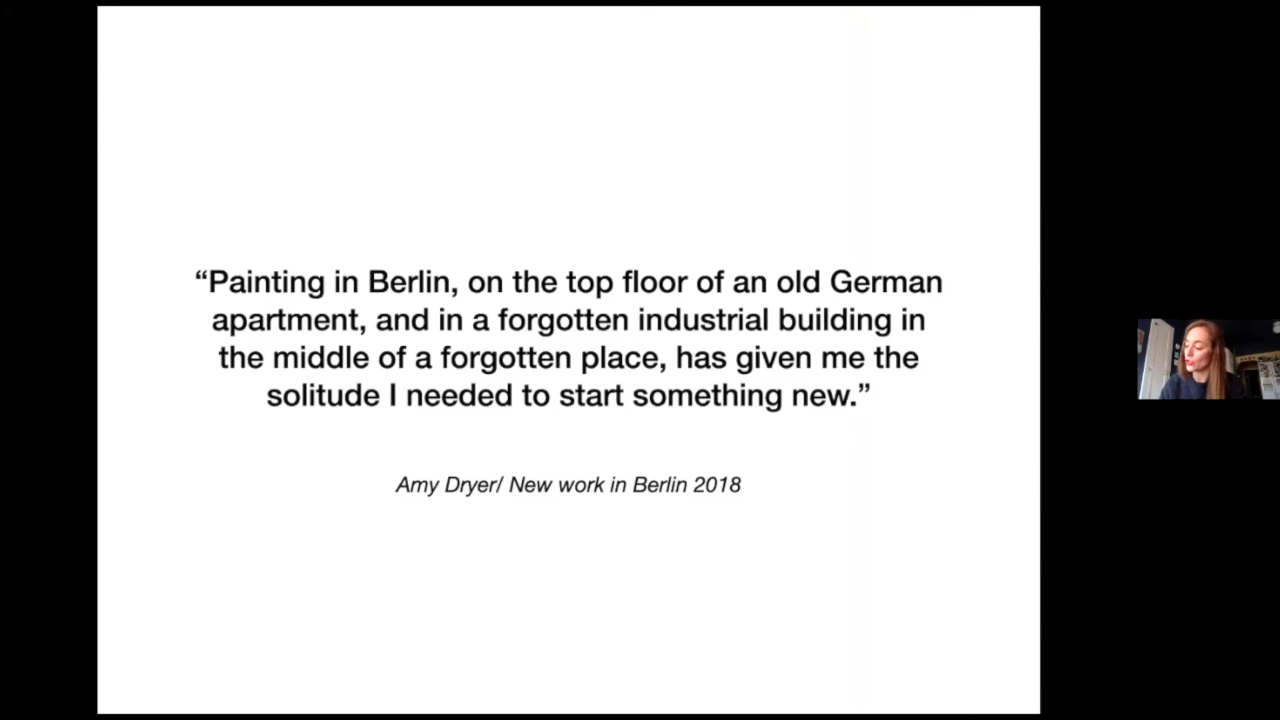 “Painting in Berlin, on the top floor of an old German
apartment, and in a forgotten industrial building in
the middle of a forgotten place, has given me the
solitude I needed to start something new.”
Amy Dryer/ New work in Berlin 2018